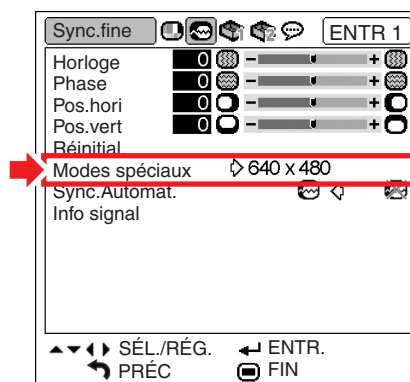 Sync.fine ENTR 1
Horloge 0 - +
Phase 0 - +
Pos.hori 0 - +
Pos.vert 0 - +
Réinitial
Modes spéciaux 640 x 480
Sync.Automat.
Info signal
SÉL./RÉG. ENTR.
PRÉC FIN